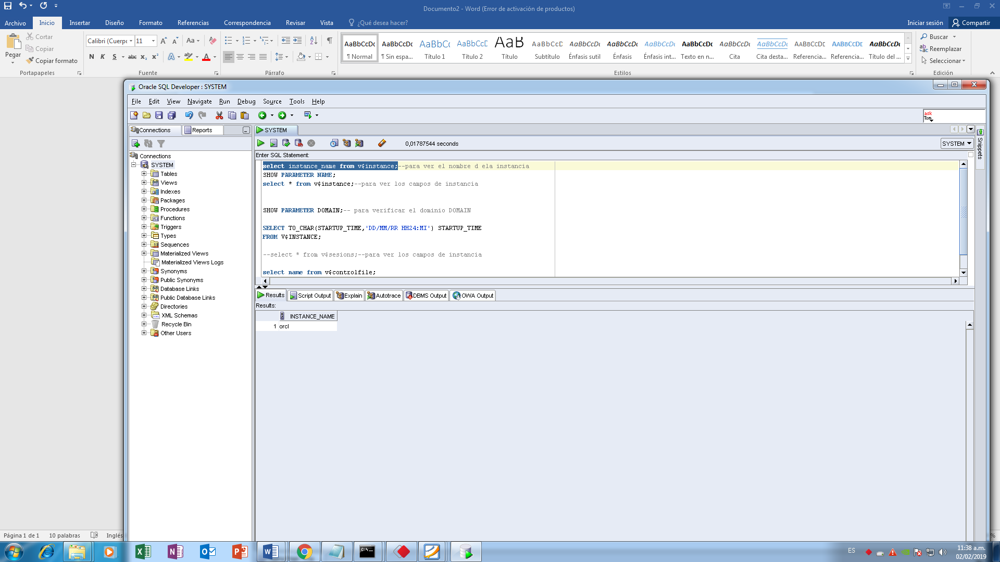 Documento2 - Word (Error de activación de productos)
Archivo Inicio Insertar Diseño Formato Referencias Correspondencia Revisar Vista ¿Qué desea hacer? Iniciar sesión Compartir
Pegar
Cortar
Copiar
Copiar formato
Portapapeles
Calibri (Cuerpo 11
N K S abc x₂ x²
Fuente
Párrafo
AaBbCcDc AaBbCcDc AaBbCc AaBbCcD AaB AaBbCcD AaBbCcDc AaBbCcDc AaBbCcDc AaBbCcDc AaBbCcDc AaBbCcDc AABBCCDD AABBCCDD AaBbCcDc
¶ Normal ¶ Sin espa... Título 1 Título 2 Título Subtítulo Énfasis sutil Énfasis Énfasis int... Texto en n... Cita Cita desta... Referencia... Referencia... Título del ...
Estilos
Buscar
Reemplazar
Seleccionar
Edición
Oracle SQL Developer : SYSTEM
File Edit View Navigate Run Debug Source Tools Help
ask
Tom
Connections Reports
SYSTEM
0,01787544 seconds
SYSTEM
Snippets
Enter SQL Statement:
select instance_name from v$instance;--para ver el nombre d ela instancia
SHOW PARAMETER NAME;
select * from v$instance;--para ver los campos de instancia
SHOW PARAMETER DOMAIN;-- para verificar el dominio DOMAIN
SELECT TO_CHAR(STARTUP_TIME,'DD/MM/RR HH24:MI') STARTUP_TIME
FROM V$INSTANCE;
--select * from v$sesions;--para ver los campos de instancia
select name from v$controlfile;
Connections
SYSTEM
Tables
Views
Indexes
Packages
Procedures
Functions
Triggers
Types
Sequences
Materialized Views
Materialized Views Logs
Synonyms
Public Synonyms
Database Links
Public Database Links
Directories
XML Schemas
Recycle Bin
Other Users
Results Script Output Explain Autotrace DBMS Output OWA Output
Results:
INSTANCE_NAME
1 orcl
Página 1 de 1 10 palabras Inglés
%
ES
11:38 a.m.
02/02/2019